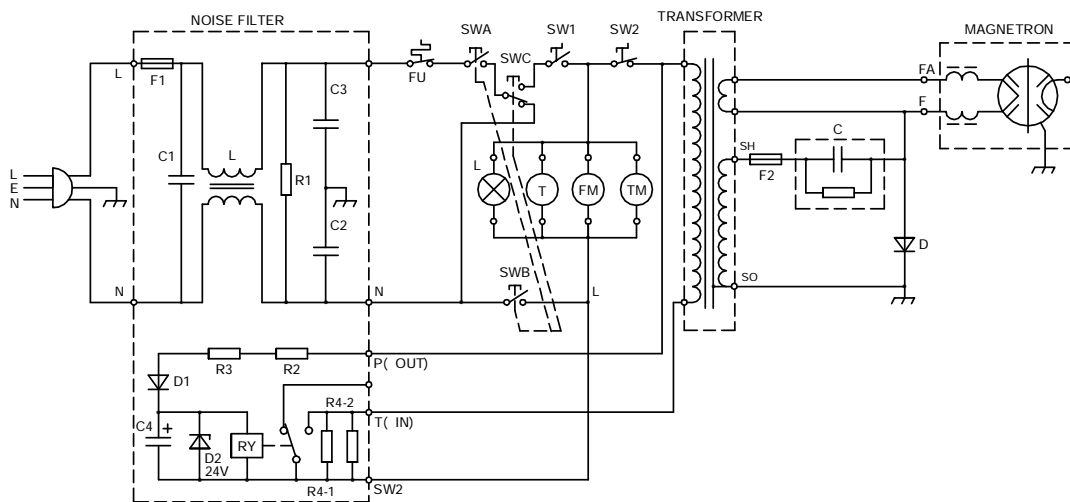 NOISE FILTER
SWA
SWC
SW1
SW2
TRANSFORMER
MAGNETRON
L
F1
FU
FA
F
C3
C1
L
R1
C
L
E
N
L
T
FM
TM
SH
F2
C2
D
SWB
N
N
L
SO
P( OUT)
R3
R2
D1
R4-2
T( IN)
C4
+
RY
D2
24V
R4-1
SW2